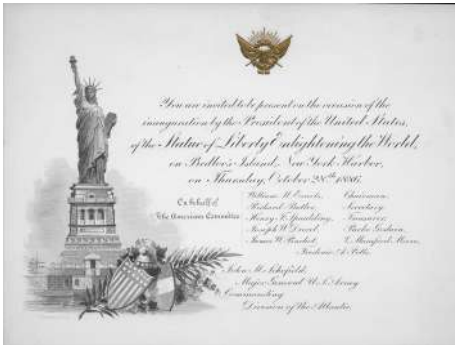 You are invited to be present on the occasion of the
inauguration by the President of the United States,
of the Statue of Liberty Enlightening the World,
on Bedloe's Island, New York Harbor,
on Thursday, October 28th 1886.
On behalf of
The American Committee
William M. Evarts, Chairman.
Richard Butler, Secretary.
Henry F. Spaulding, Treasurer.
Joseph W. Drexel, Parke Godwin,
James W. Pinchot, V. Mumford Moore,
Frederic A. Potts.
John M. Schofield,
Major General U.S. Army
Commanding
Division of the Atlantic.